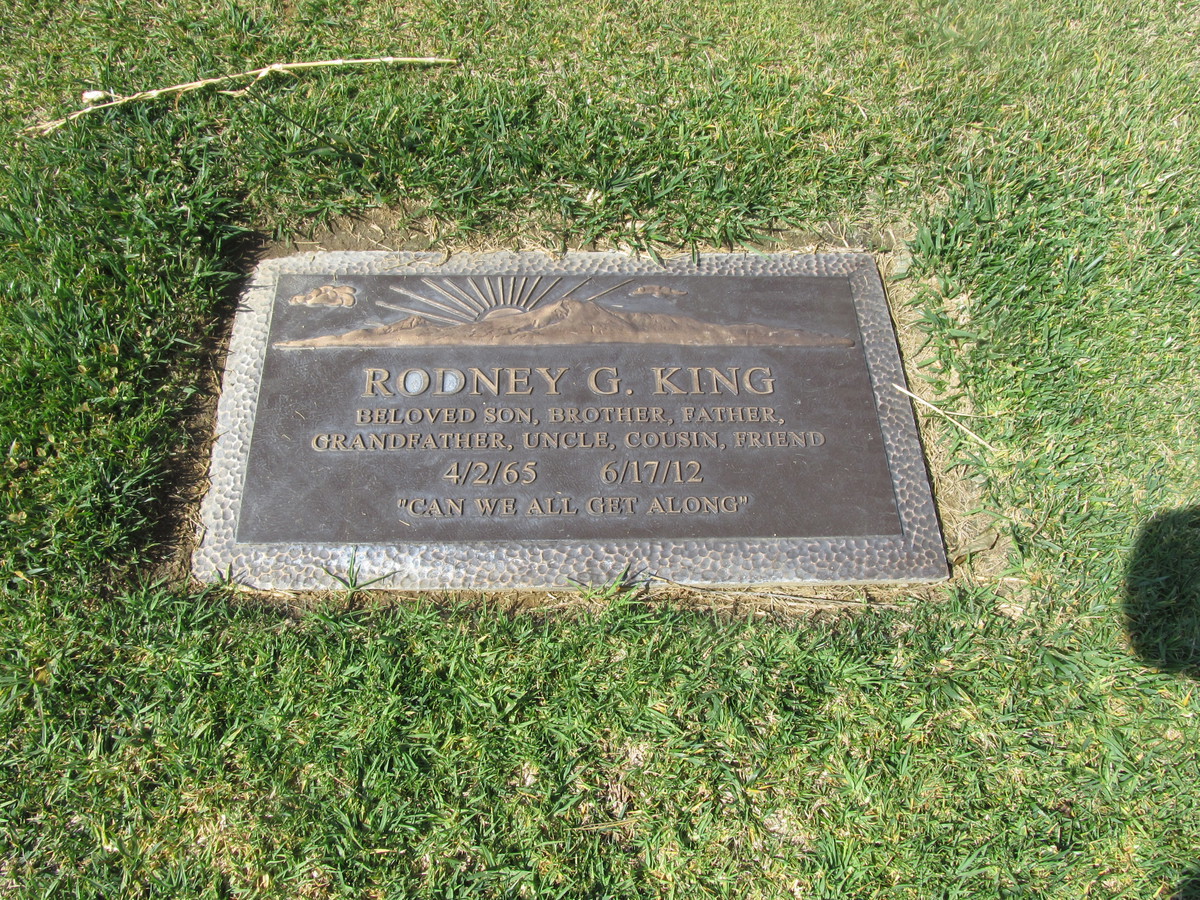 RODNEY G. KING
BELOVED SON, BROTHER, FATHER,
GRANDFATHER, UNCLE, COUSIN, FRIEND
4/2/65 6/17/12
"CAN WE ALL GET ALONG"